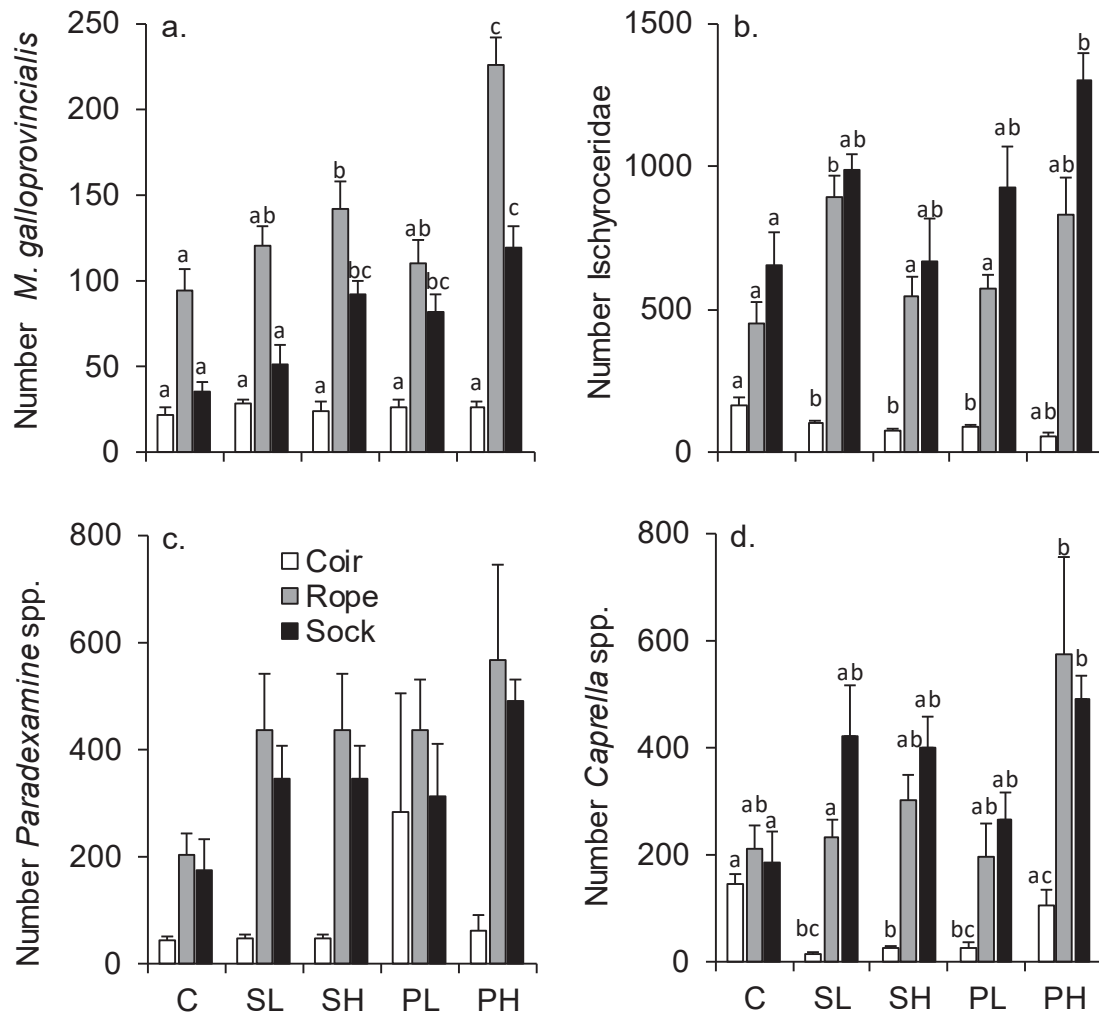 a.
Number M. galloprovincialis
250
200
150
100
50
0
a a a
a ab a
a b bc
a ab bc
a c c
b.
Number Ischyroceridae
1500
1000
500
0
a a a
b b ab
b a ab
b a ab
ab ab b
c.
Number Paradexamine spp.
800
600
400
200
0
Coir
Rope
Sock
C SL SH PL PH
d.
Number Caprella spp.
800
600
400
200
0
a ab a
bc a ab
b ab ab
bc ab ab
ac b b
C SL SH PL PH